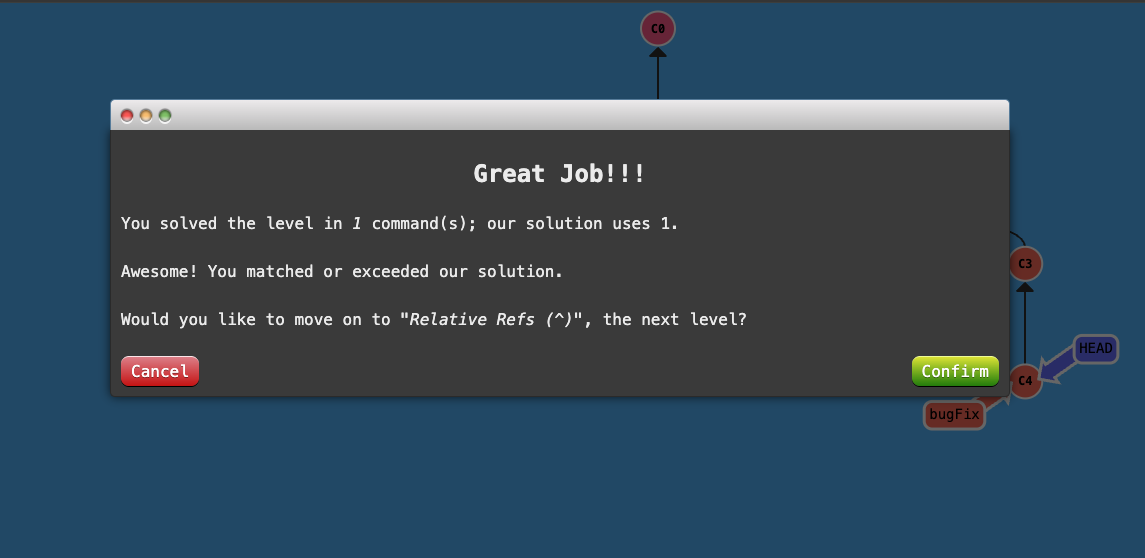 C0
Great Job!!!
You solved the level in 1 command(s); our solution uses 1.
Awesome! You matched or exceeded our solution.
Would you like to move on to "Relative Refs (^)", the next level?
Cancel
Confirm
C3
HEAD
C4
bugFix